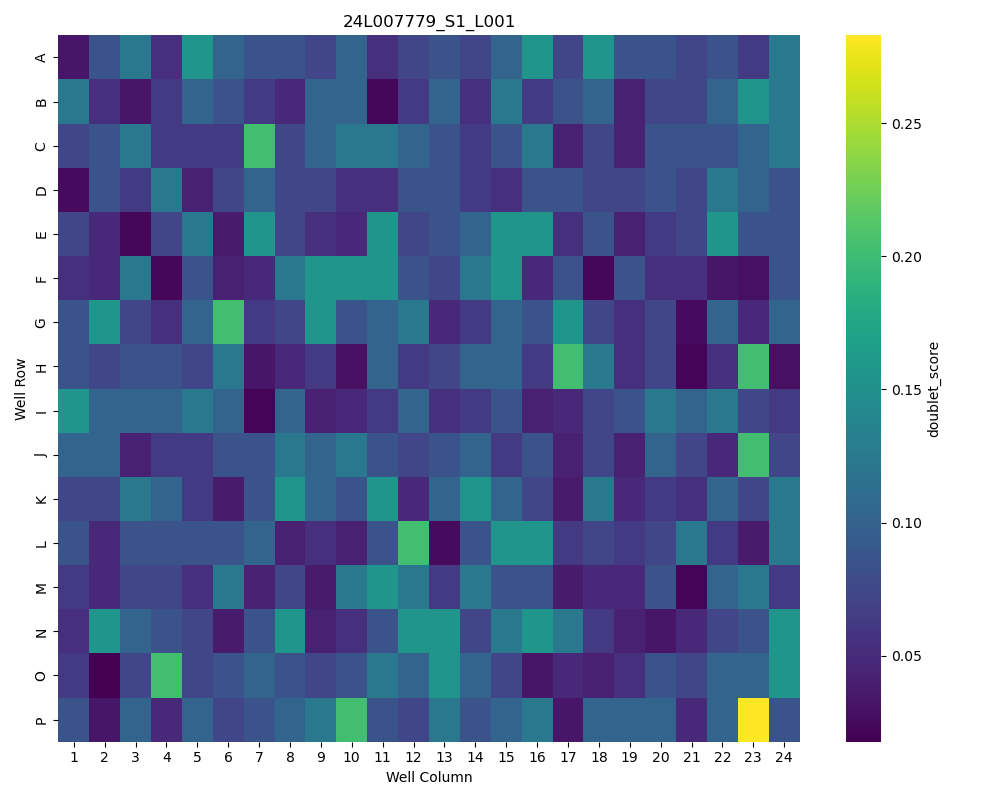 24L007779_S1_L001
Well Row
A
B
C
D
E
F
G
H
I
J
K
L
M
N
O
P
1 2 3 4 5 6 7 8 9 10 11 12 13 14 15 16 17 18 19 20 21 22 23 24
Well Column
0.25
0.20
0.15
0.10
0.05
doublet_score